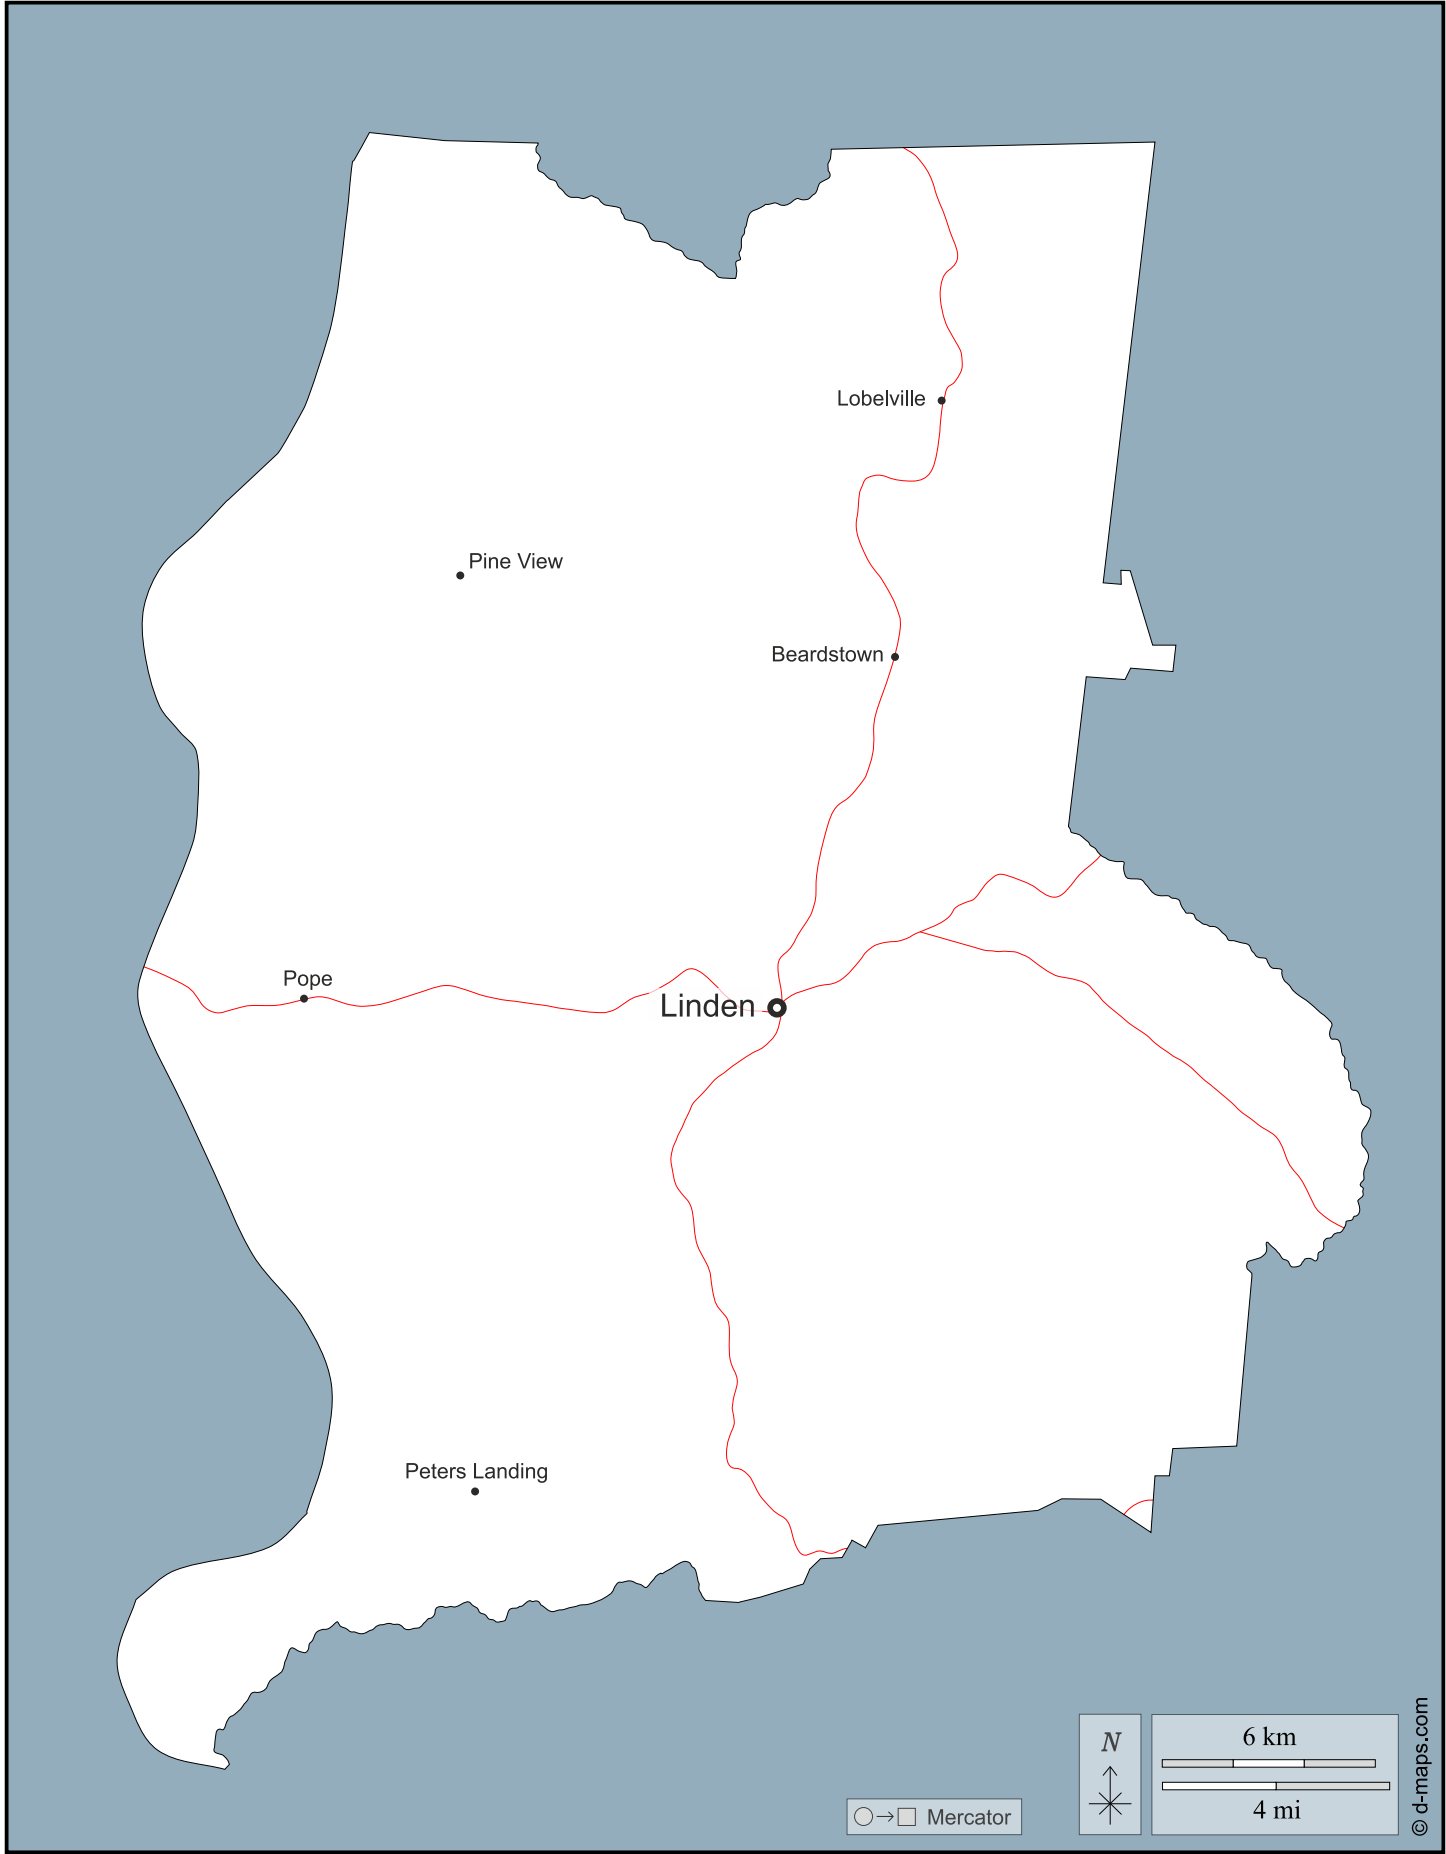 Lobelville
Pine View
Beardstown
Pope
Linden
Peters Landing
N
6 km
4 mi
Mercator
© d-maps.com